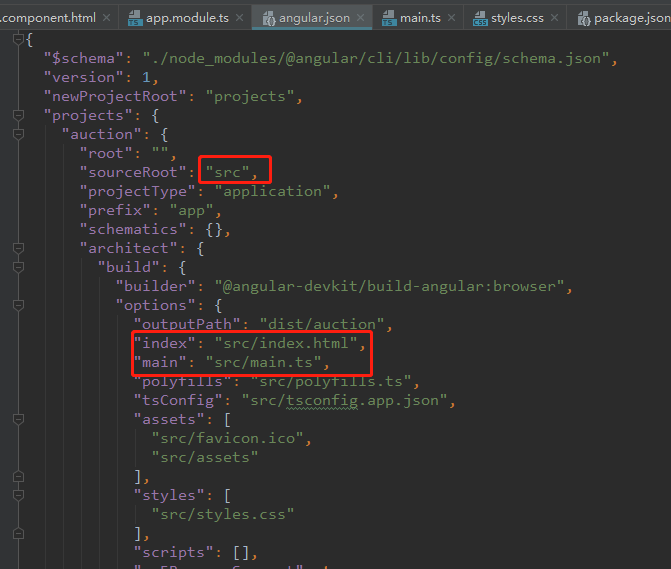 .component.html × app.module.ts × angular.json × main.ts × styles.css × package.json
{
"$schema": "./node_modules/@angular/cli/lib/config/schema.json",
"version": 1,
"newProjectRoot": "projects",
"projects": {
"auction": {
"root": "",
"sourceRoot": "src",
"projectType": "application",
"prefix": "app",
"schematics": {},
"architect": {
"build": {
"builder": "@angular-devkit/build-angular:browser",
"options": {
"outputPath": "dist/auction",
"index": "src/index.html",
"main": "src/main.ts",
"polyfills": "src/polyfills.ts",
"tsConfig": "src/tsconfig.app.json",
"assets": [
"src/favicon.ico",
"src/assets"
],
"styles": [
"src/styles.css"
],
"scripts": [],